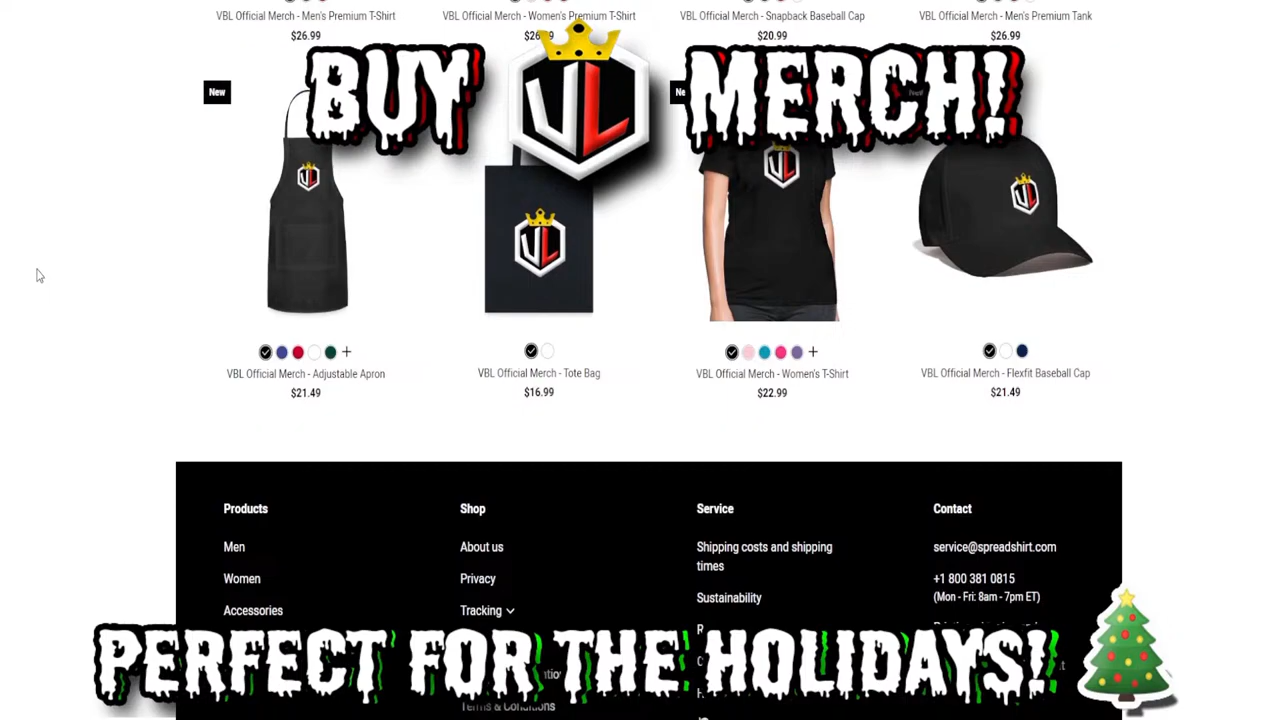 VBL Official Merch - Men's Premium T-Shirt
$26.99
VBL Official Merch - Women's Premium T-Shirt
VBL Official Merch - Snapback Baseball Cap
$20.99
VBL Official Merch - Men's Premium Tank
$26.99
BUY VL MERCH!
New
VL
VL
VL
VL
VBL Official Merch - Adjustable Apron
$21.49
VBL Official Merch - Tote Bag
$16.99
VBL Official Merch - Women's T-Shirt
$22.99
VBL Official Merch - Flexfit Baseball Cap
$21.49
Products
Men
Women
Accessories
Shop
About us
Privacy
Tracking
Terms & Conditions
Service
Shipping costs and shipping
times
Sustainability
Contact
service@spreadshirt.com
+1 800 381 0815
(Mon - Fri: 8am - 7pm ET)
PERFECT FOR THE HOLIDAYS!